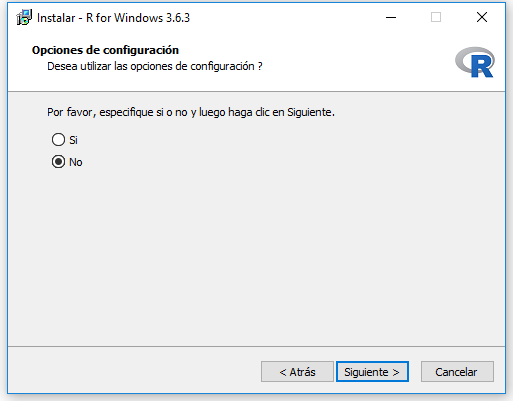 Instalar - R for Windows 3.6.3
Opciones de configuración
Desea utilizar las opciones de configuración ?
R
Por favor, especifique si o no y luego haga clic en Siguiente.
Si
No
< Atrás
Siguiente >
Cancelar